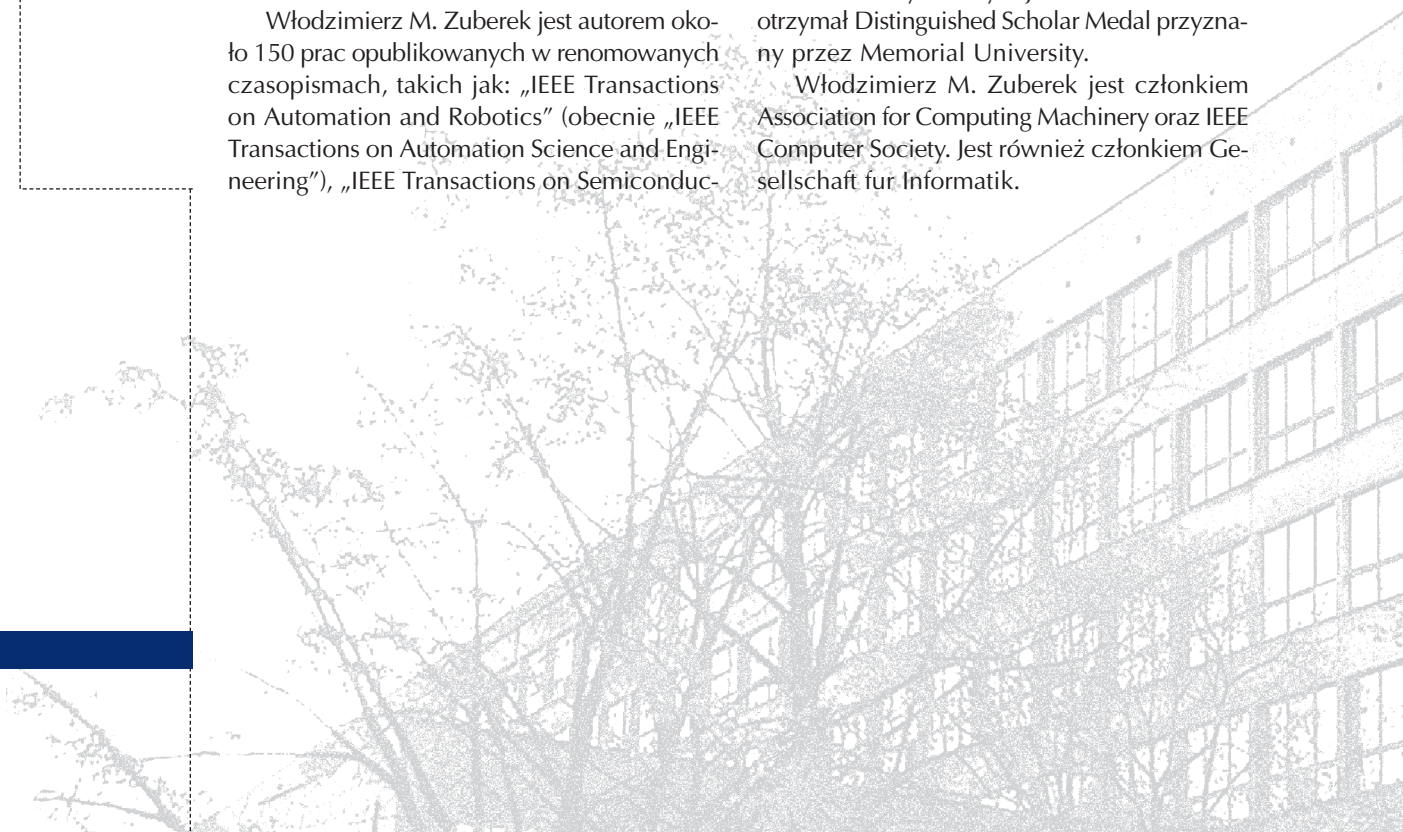 Włodzimierz M. Zuberek jest autorem oko-
ło 150 prac opublikowanych w renomowanych
czasopismach, takich jak: „IEEE Transactions
on Automation and Robotics” (obecnie „IEEE
Transactions on Automation Science and Engi-
neering”), „IEEE Transactions on Semiconduc-
otrzymał Distinguished Scholar Medal przyzna-
ny przez Memorial University.
Włodzimierz M. Zuberek jest członkiem
Association for Computing Machinery oraz IEEE
Computer Society. Jest również członkiem Ge-
sellschaft fur Informatik.